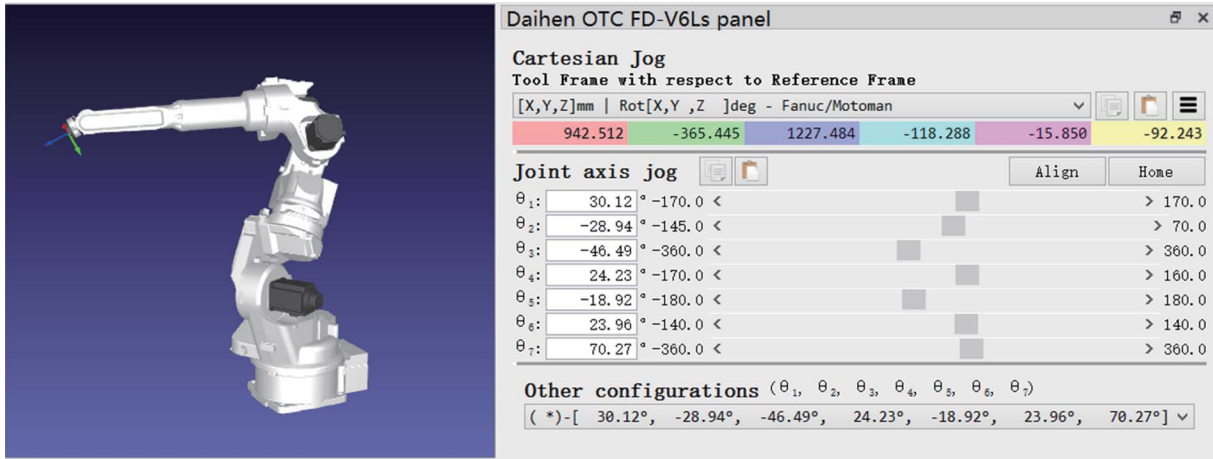 Daihen OTC FD-V6Ls panel
Cartesian Jog
Tool Frame with respect to Reference Frame
[X,Y,Z]mm | Rot[X,Y ,Z ]deg - Fanuc/Motoman
942.512 -365.445 1227.484 -118.288 -15.850 -92.243
Joint axis jog Align Home
θ₁: 30.12 ° -170.0 < > 170.0
θ₂: -28.94 ° -145.0 < > 70.0
θ₃: -46.49 ° -360.0 < > 360.0
θ₄: 24.23 ° -170.0 < > 160.0
θ₅: -18.92 ° -180.0 < > 180.0
θ₆: 23.96 ° -140.0 < > 140.0
θ₇: 70.27 ° -360.0 < > 360.0
Other configurations (θ₁, θ₂, θ₃, θ₄, θ₅, θ₆, θ₇)
( *)-[ 30.12°, -28.94°, -46.49°, 24.23°, -18.92°, 23.96°, 70.27°]